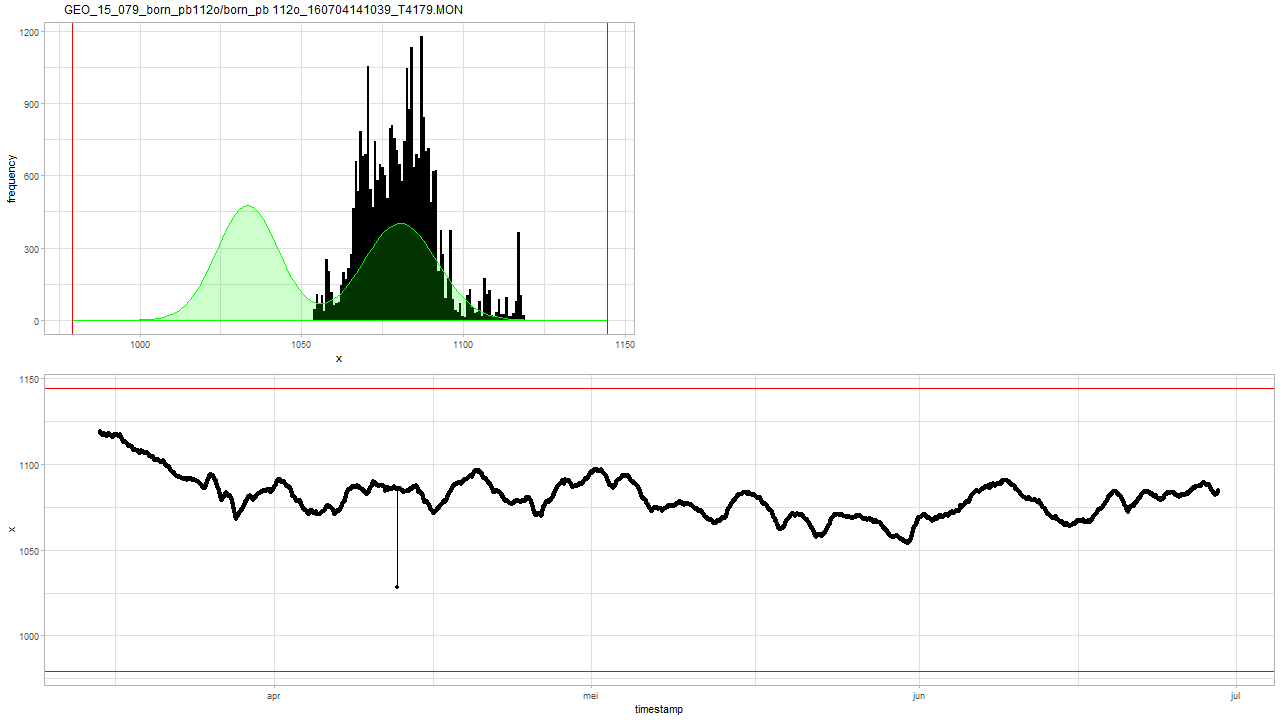 GEO_15_079_born_pb112o/born_pb 112o_160704141039_T4179.MON
1200
900
600
300
0
frequency
1000 1050 1100 1150
x
1150
1100
1050
1000
x
apr mei jun jul
timestamp